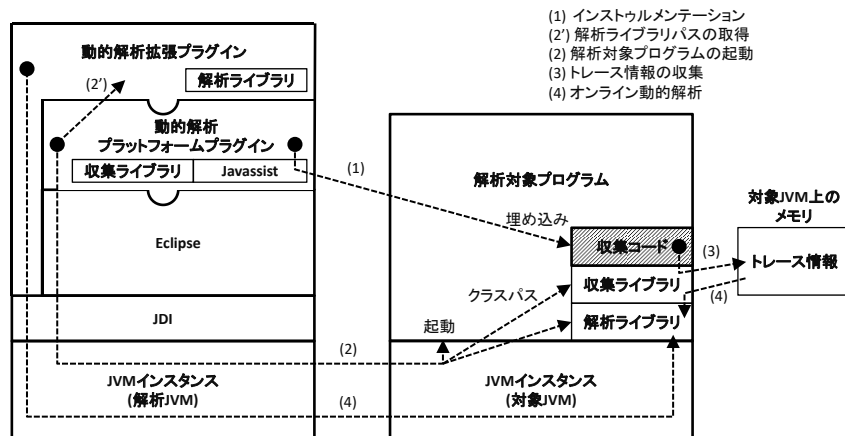 (1) インストゥルメンテーション
(2') 解析ライブラリパスの取得
(2) 解析対象プログラムの起動
(3) トレース情報の収集
(4) オンライン動的解析
動的解析拡張プラグイン
解析ライブラリ
(2')
動的解析
プラットフォームプラグイン
収集ライブラリ
Javassist
(1)
Eclipse
JDI
JVMインスタンス
(解析JVM)
解析対象プログラム
埋め込み
収集コード
収集ライブラリ
解析ライブラリ
クラスパス
起動
(2)
(4)
JVMインスタンス
(対象JVM)
対象JVM上の
メモリ
トレース情報
(3)
(4)